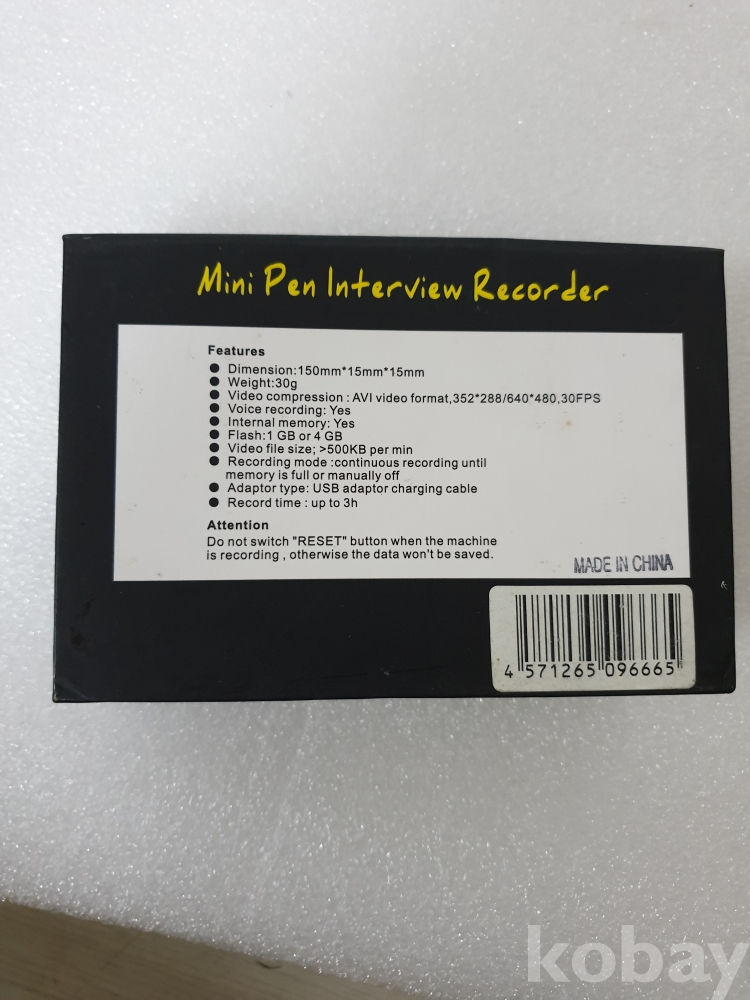 Mini Pen Interview Recorder
Features
● Dimension:150mm*15mm*15mm
● Weight:30g
● Video compression : AVI video format,352*288/640*480,30FPS
● Voice recording: Yes
● Internal memory: Yes
● Flash:1 GB or 4 GB
● Video file size; >500KB per min
● Recording mode :continuous recording until
memory is full or manually off
● Adaptor type: USB adaptor charging cable
● Record time : up to 3h
Attention
Do not switch "RESET" button when the machine
is recording , otherwise the data won't be saved.
MADE IN CHINA
4 571265 096665
kobay